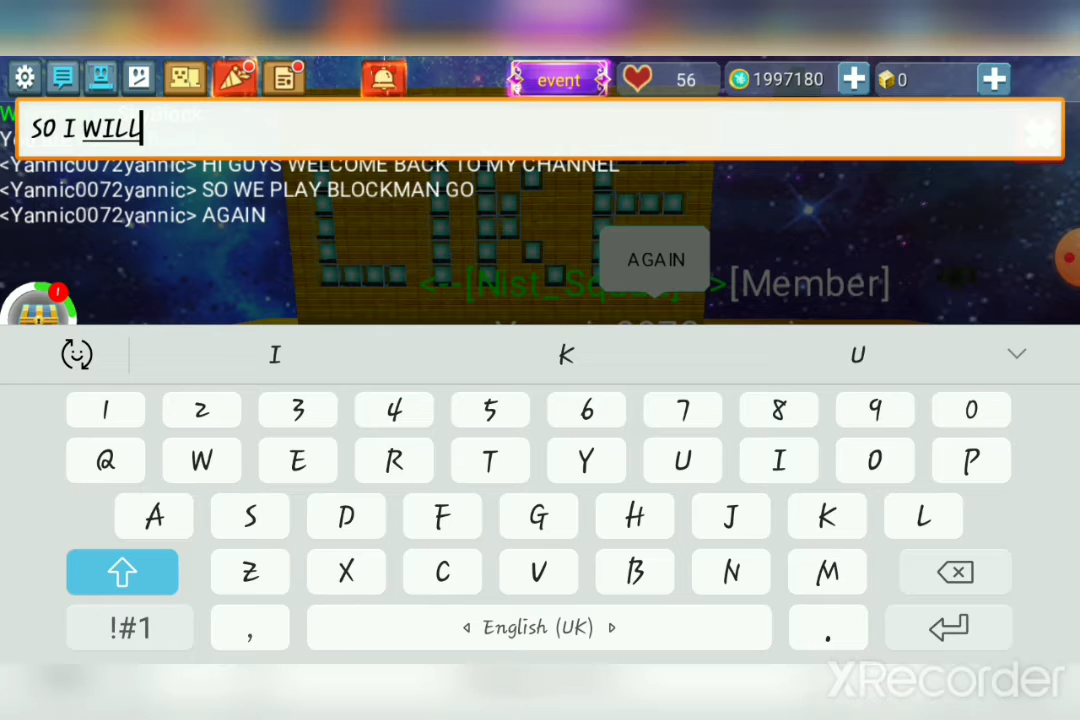 event
56
1997180
0
SO I WILL
<Yannic0072yannic> HI GUYS WELCOME BACK TO MY CHANNEL
<Yannic0072yannic> SO WE PLAY BLOCKMAN GO
<Yannic0072yannic> AGAIN
LIKE
AGAIN
[Member]
1
I K U
1 2 3 4 5 6 7 8 9 0
Q W E R T Y U I O P
A S D F G H J K L
Z X C V B N M
!#1 , English (UK) .
XRecorder